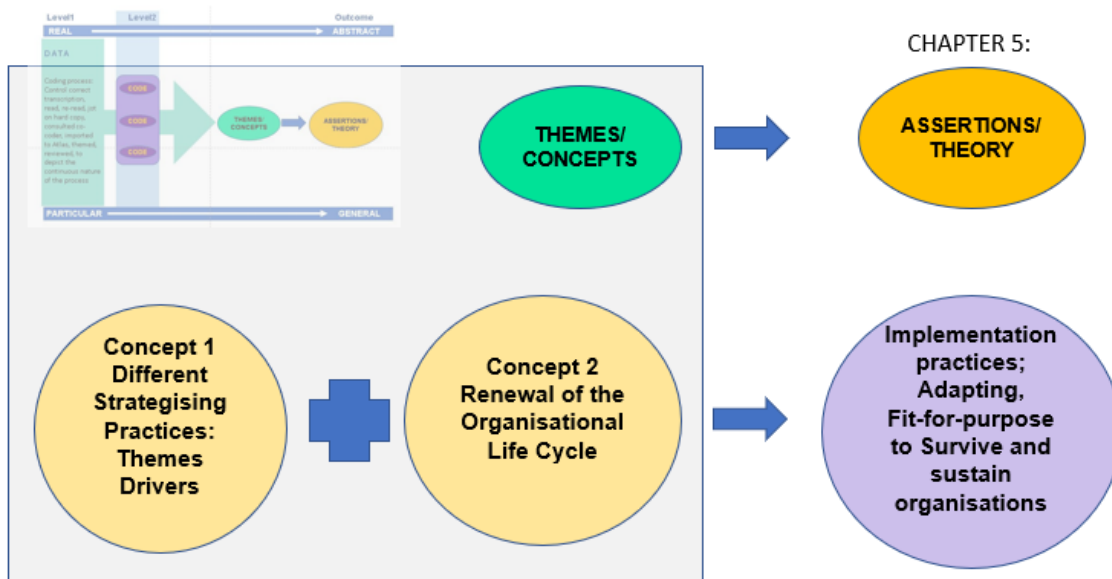 Level1 Level2 Outcome
REAL ABSTRACT
DATA
Coding process:
Control correct
transcription,
read, re-read, jot
on hard copy,
consulted co-
coder, imported
to Atlas, themed,
reviewed; to
depict the
continuous nature
of the process
CODE
CODE
CODE
THEMES/
CONCEPTS
ASSERTIONS/
THEORY
PARTICULAR GENERAL
CHAPTER 5:
THEMES/
CONCEPTS
ASSERTIONS/
THEORY
Concept 1
Different
Strategising
Practices:
Themes
Drivers
Concept 2
Renewal of the
Organisational
Life Cycle
Implementation
practices;
Adapting,
Fit-for-purpose
to Survive and
sustain
organisations